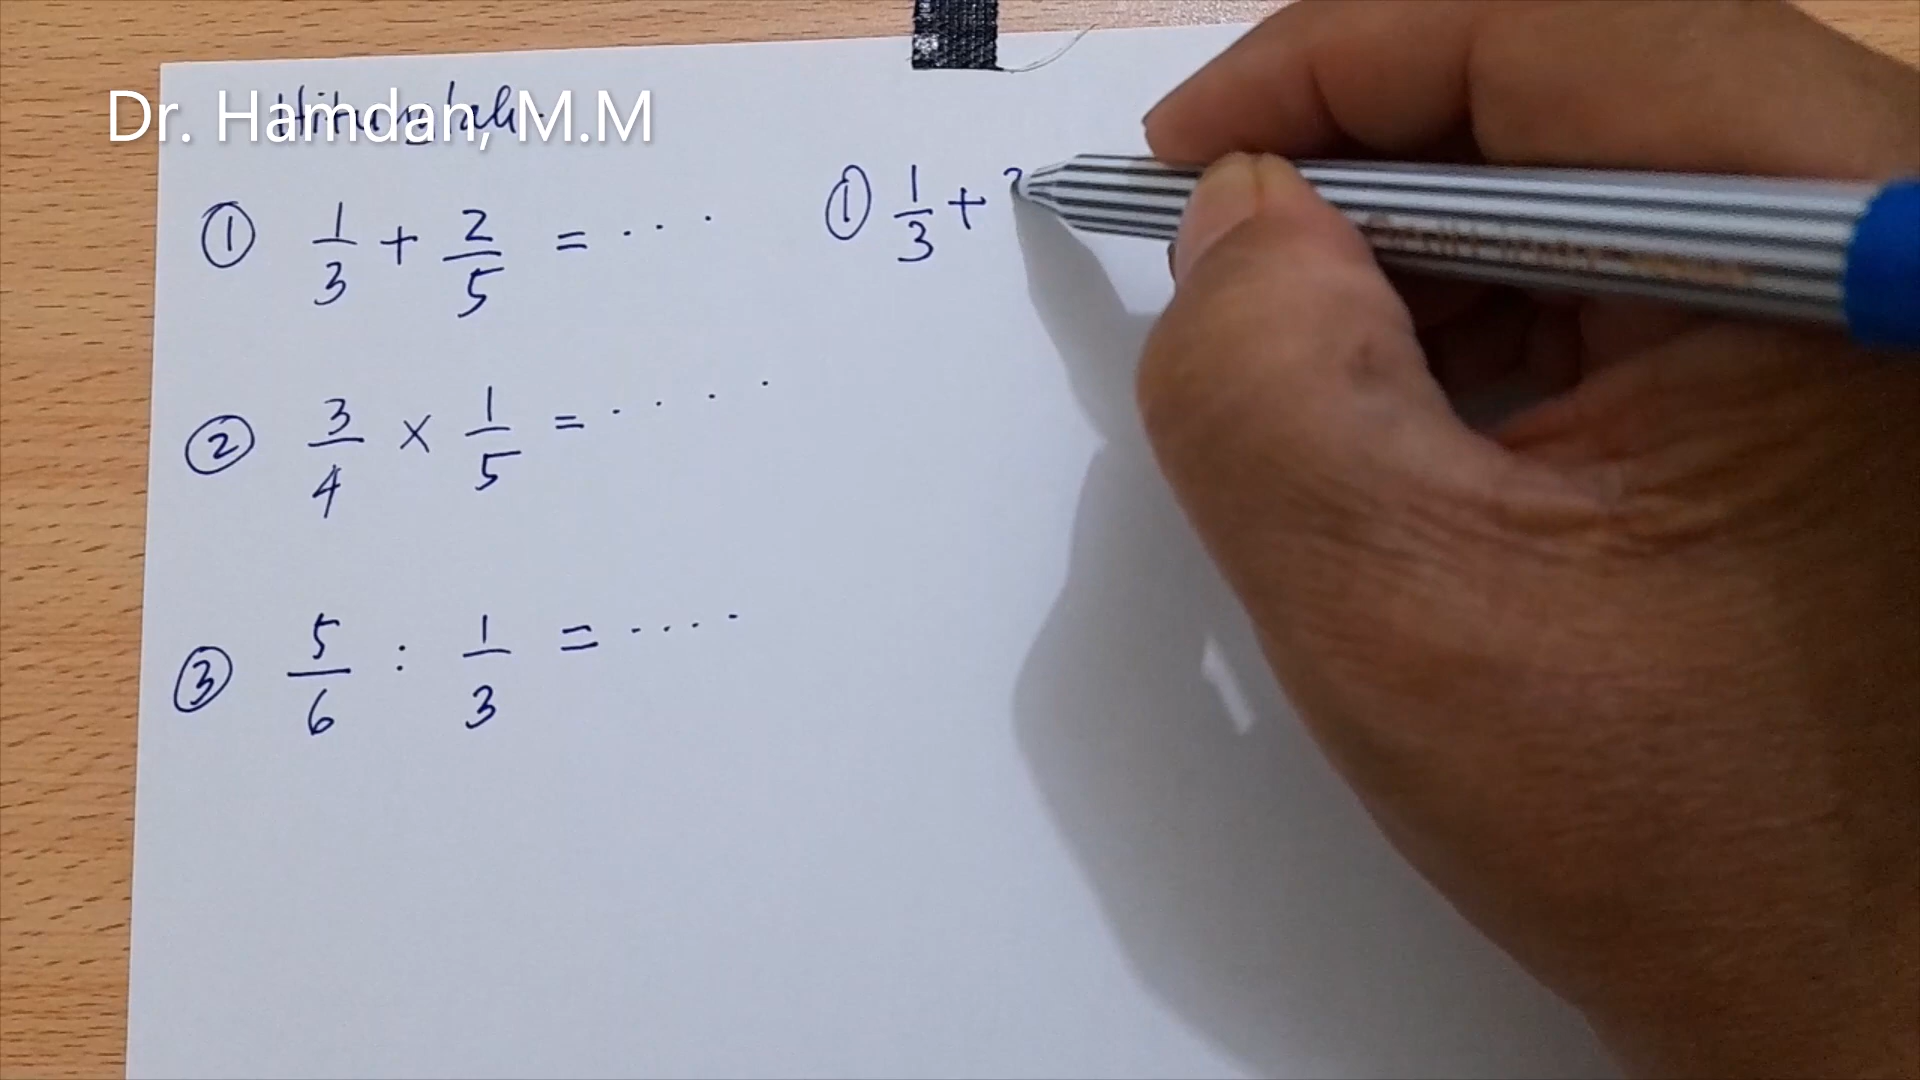 Dr. Hamdan, M.M
Hitunglah
① 1/3 + 2/5 = ...
② 3/4 × 1/5 = ....
③ 5/6 : 1/3 = ....
① 1/3 +